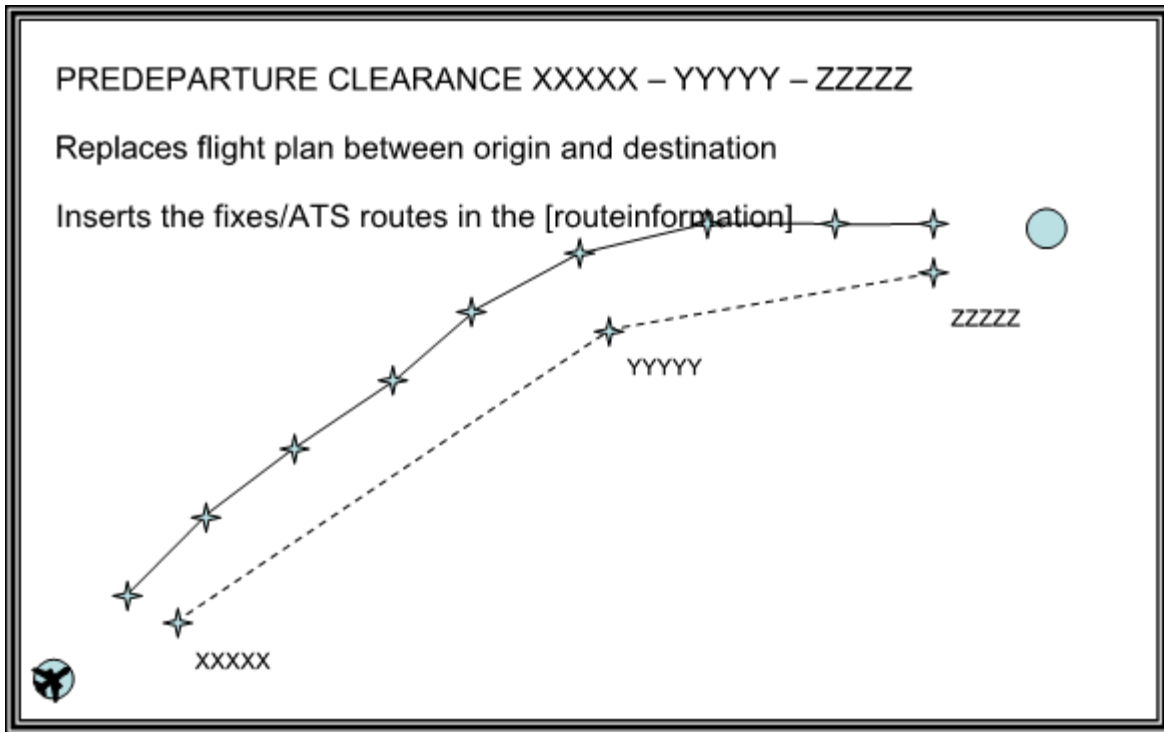 PREDEPARTURE CLEARANCE XXXXX – YYYYY – ZZZZZ
Replaces flight plan between origin and destination
Inserts the fixes/ATS routes in the [routeinformation]
ZZZZZ
YYYYY
XXXXX